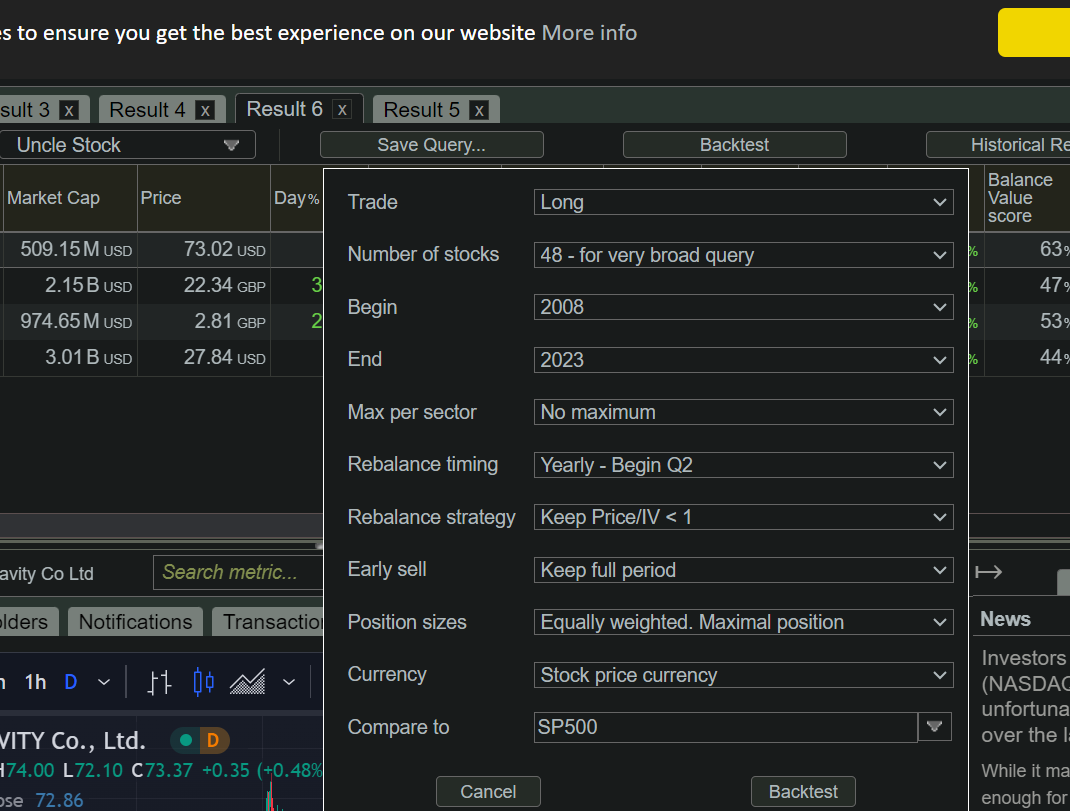 es to ensure you get the best experience on our website More info
sult 3 x Result 4 x Result 6 x Result 5 x
Uncle Stock Save Query... Backtest Historical Re
Market Cap Price Day% Balance Value score
509.15 M USD 73.02 USD % 63%
2.15 B USD 22.34 GBP 3 % 47%
974.65 M USD 2.81 GBP 2 % 53%
3.01 B USD 27.84 USD % 44%
Trade Long
Number of stocks 48 - for very broad query
Begin 2008
End 2023
Max per sector No maximum
Rebalance timing Yearly - Begin Q2
Rebalance strategy Keep Price/IV < 1
Early sell Keep full period
Position sizes Equally weighted. Maximal position
Currency Stock price currency
Compare to SP500
Cancel Backtest
avity Co Ltd Search metric...
olders Notifications Transaction
1h D
VITY Co., Ltd. D
H74.00 L72.10 C73.37 +0.35 (+0.48%
ose 72.86
News
Investors
(NASDAQ
unfortuna
over the la
While it ma
enough for